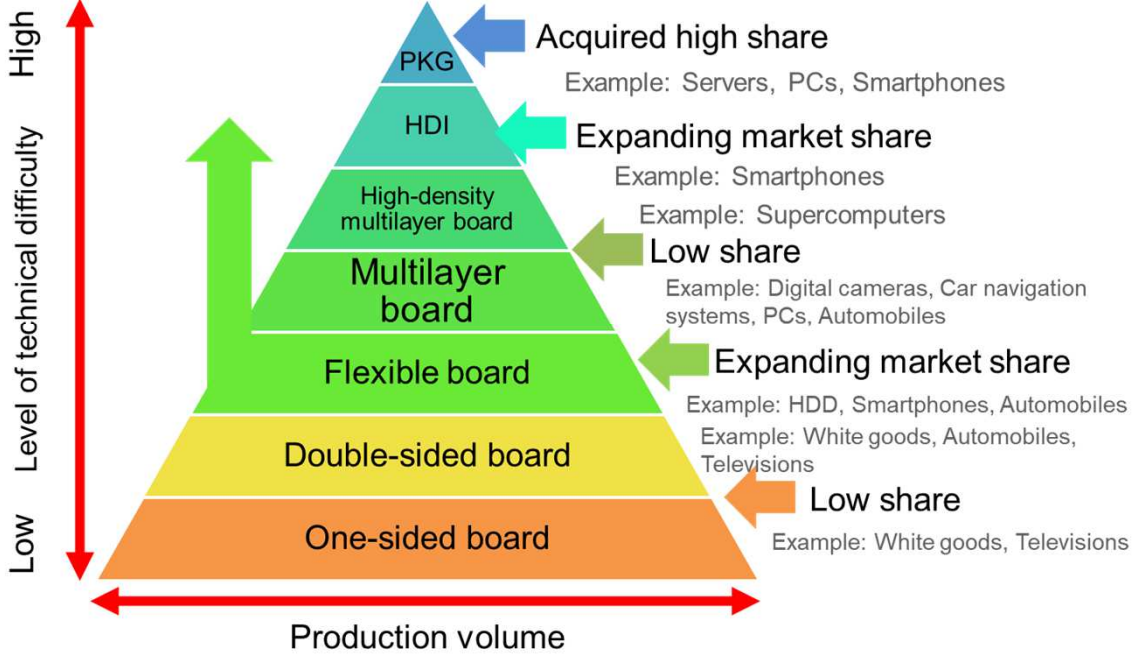 High
Level of technical difficulty
Low
PKG
HDI
High-density
multilayer board
Multilayer
board
Flexible board
Double-sided board
One-sided board
Production volume
Acquired high share
Example: Servers, PCs, Smartphones
Expanding market share
Example: Smartphones
Example: Supercomputers
Low share
Example: Digital cameras, Car navigation
systems, PCs, Automobiles
Expanding market share
Example: HDD, Smartphones, Automobiles
Example: White goods, Automobiles,
Televisions
Low share
Example: White goods, Televisions